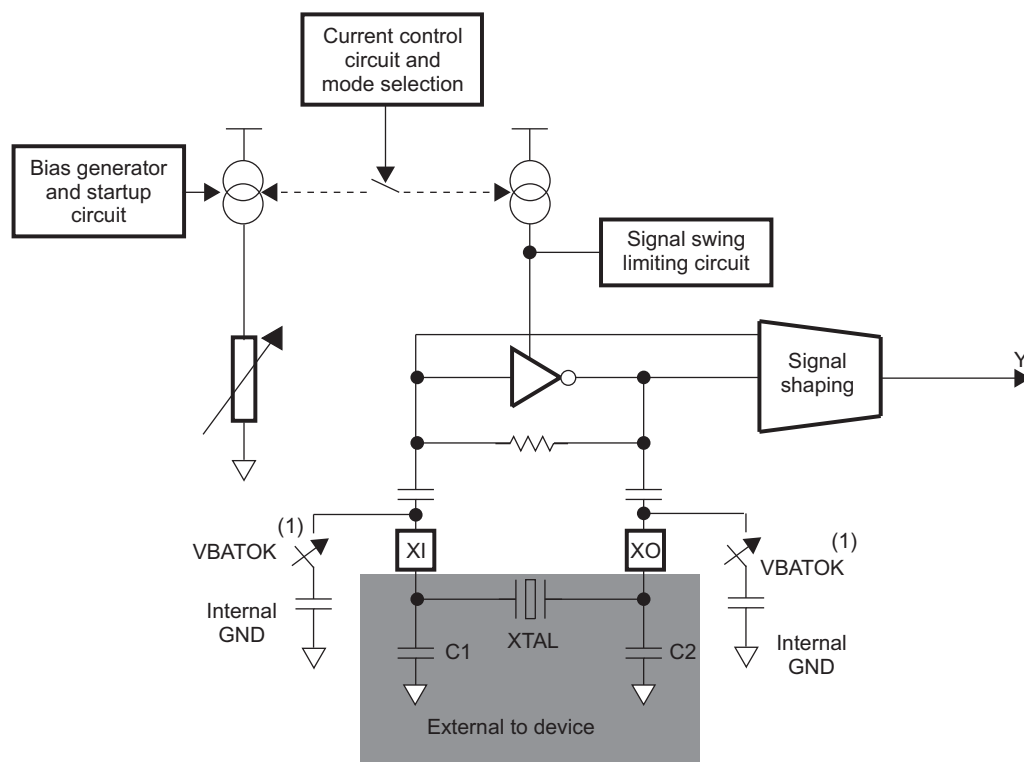 Current control
circuit and
mode selection
Bias generator
and startup
circuit
Signal swing
limiting circuit
Signal
shaping
Y
(1)
VBATOK
XI
XO
(1)
VBATOK
Internal
GND
XTAL
C1
C2
Internal
GND
External to device